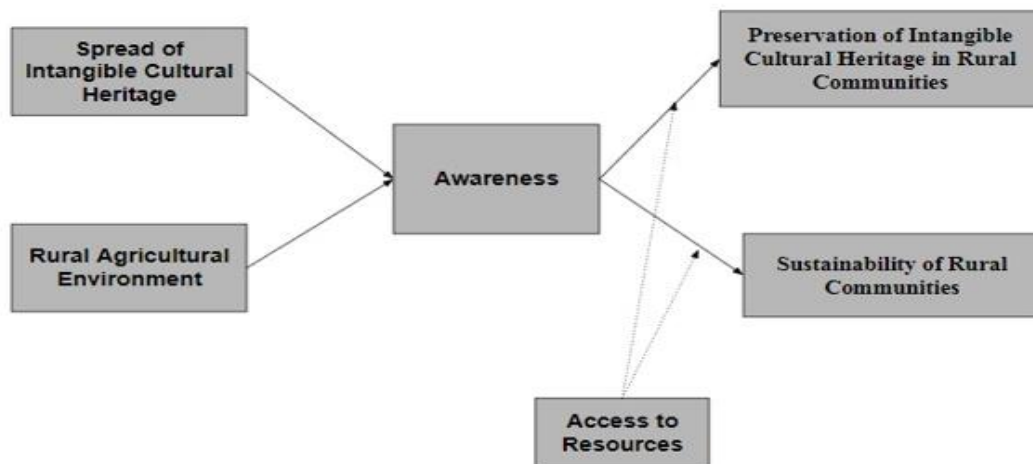 Spread of
Intangible Cultural
Heritage
Preservation of Intangible
Cultural Heritage in Rural
Communities
Awareness
Rural Agricultural
Environment
Sustainability of Rural
Communities
Access to
Resources